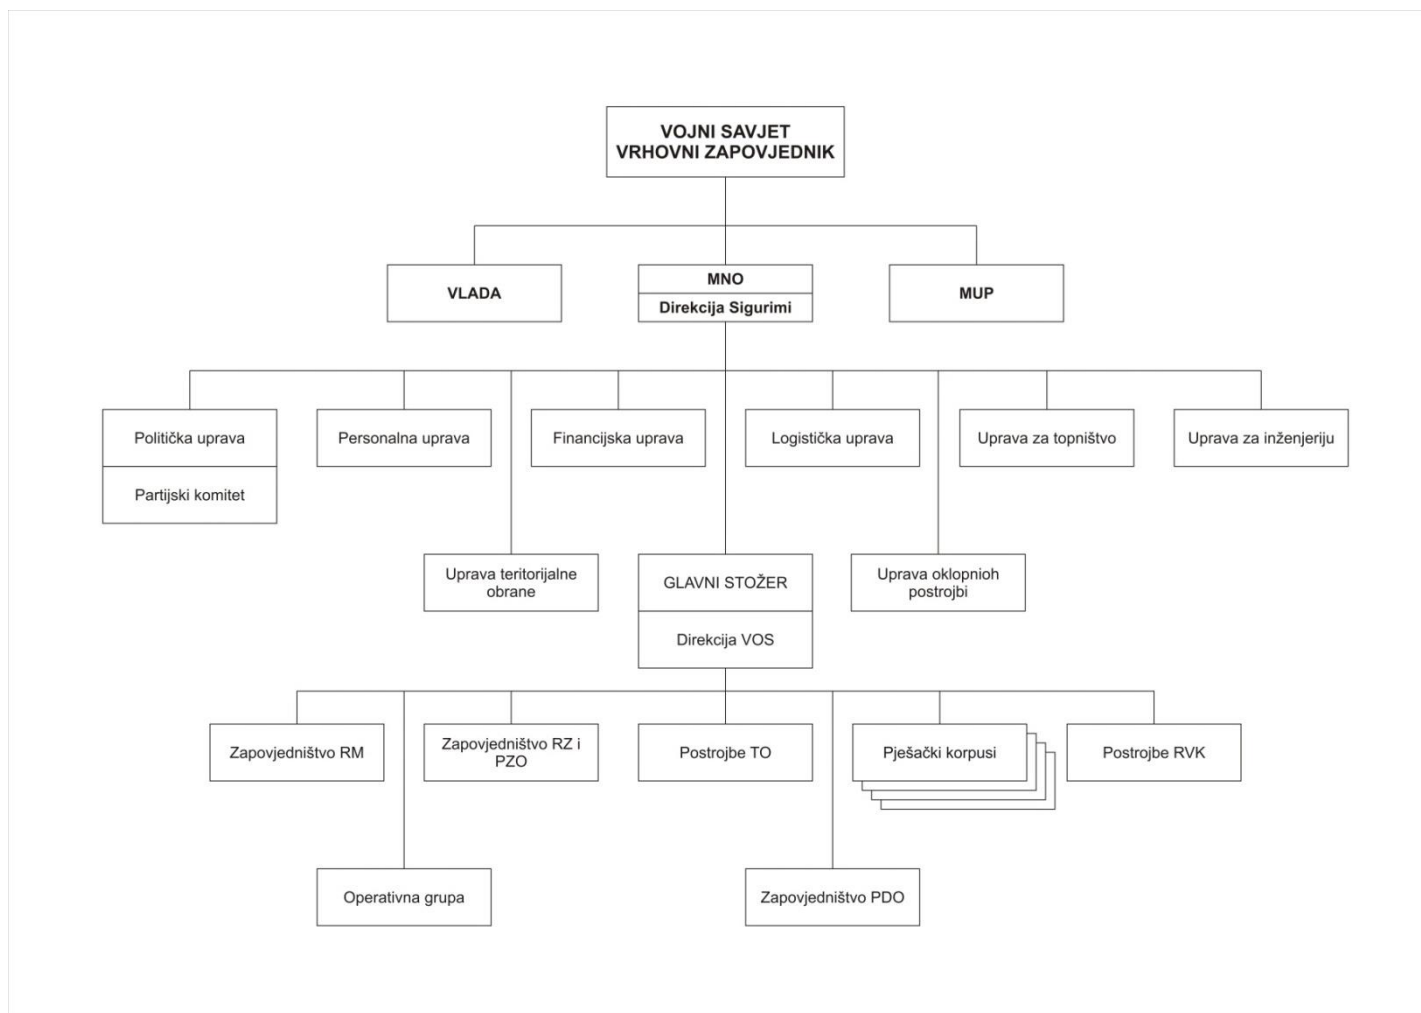 VOJNI SAVJET
VRHOVNI ZAPOVJEDNIK
VLADA
MNO
Direkcija Sigurimi
MUP
Politička uprava
Partijski komitet
Personalna uprava
Financijska uprava
Logistička uprava
Uprava za topništvo
Uprava za inženjeriju
Uprava teritorijalne
obrane
GLAVNI STOŽER
Direkcija VOS
Uprava oklopnioh
postrojbi
Zapovjedništvo RM
Zapovjedništvo RZ i
PZO
Postrojbe TO
Pješački korpusi
Postrojbe RVK
Operativna grupa
Zapovjedništvo PDO